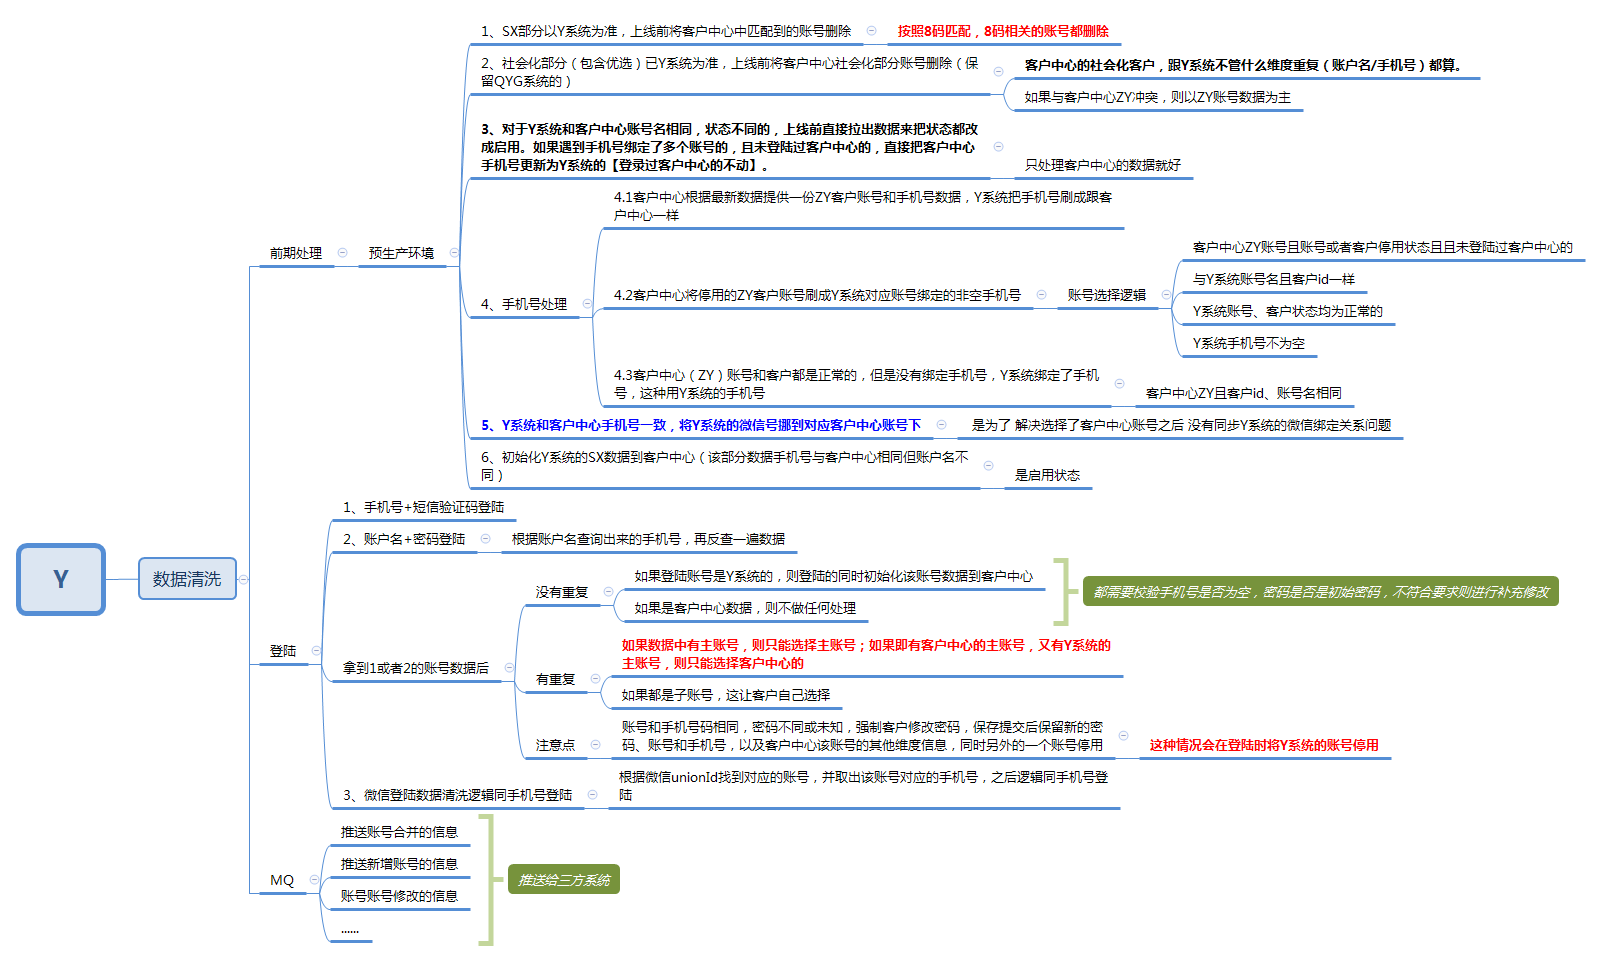 Y
数据清洗
前期处理
预生产环境
1、SX部分以Y系统为准，上线前将客户中心中匹配到的账号删除
按照8码匹配，8码相关的账号都删除
2、社会化部分（包含优选）已Y系统为准，上线前将客户中心社会化部分账号删除（保
留QYG系统的）
客户中心的社会化客户，跟Y系统不管什么维度重复（账户名/手机号）都算。
如果与客户中心ZY冲突，则以ZY账号数据为主
3、对于Y系统和客户中心账号名相同，状态不同的，上线前直接拉出数据来把状态都改
成启用。如果遇到手机号绑定了多个账号的，且未登陆过客户中心的，直接把客户中心
手机号更新为Y系统的【登录过客户中心的不动】。
只处理客户中心的数据就好
4、手机号处理
4.1客户中心根据最新数据提供一份ZY客户账号和手机号数据，Y系统把手机号刷成跟客
户中心一样
4.2客户中心将停用的ZY客户账号刷成Y系统对应账号绑定的非空手机号
账号选择逻辑
客户中心ZY账号且账号或者客户停用状态且且未登陆过客户中心的
与Y系统账号名且客户id一样
Y系统账号、客户状态均为正常的
Y系统手机号不为空
4.3客户中心（ZY）账号和客户都是正常的，但是没有绑定手机号，Y系统绑定了手机
号，这种用Y系统的手机号
客户中心ZY且客户id、账号名相同
5、Y系统和客户中心手机号一致，将Y系统的微信号挪到对应客户中心账号下
是为了 解决选择了客户中心账号之后 没有同步Y系统的微信绑定关系问题
6、初始化Y系统的SX数据到客户中心（该部分数据手机号与客户中心相同但账户名不
同）
是启用状态
登陆
1、手机号+短信验证码登陆
2、账户名+密码登陆
根据账户名查询出来的手机号，再反查一遍数据
拿到1或者2的账号数据后
没有重复
如果登陆账号是Y系统的，则登陆的同时初始化该账号数据到客户中心
如果是客户中心数据，则不做任何处理
都需要校验手机号是否为空，密码是否是初始密码，不符合要求则进行补充修改
有重复
如果数据中有主账号，则只能选择主账号；如果即有客户中心的主账号，又有Y系统的
主账号，则只能选择客户中心的
如果都是子账号，这让客户自己选择
注意点
账号和手机号码相同，密码不同或未知，强制客户修改密码，保存提交后保留新的密
码、账号和手机号，以及客户中心该账号的其他维度信息，同时另外的一个账号停用
这种情况会在登陆时将Y系统的账号停用
3、微信登陆数据清洗逻辑同手机号登陆
根据微信unionId找到对应的账号，并取出该账号对应的手机号，之后逻辑同手机号登
陆
MQ
推送账号合并的信息
推送新增账号的信息
账号账号修改的信息
......
推送给三方系统